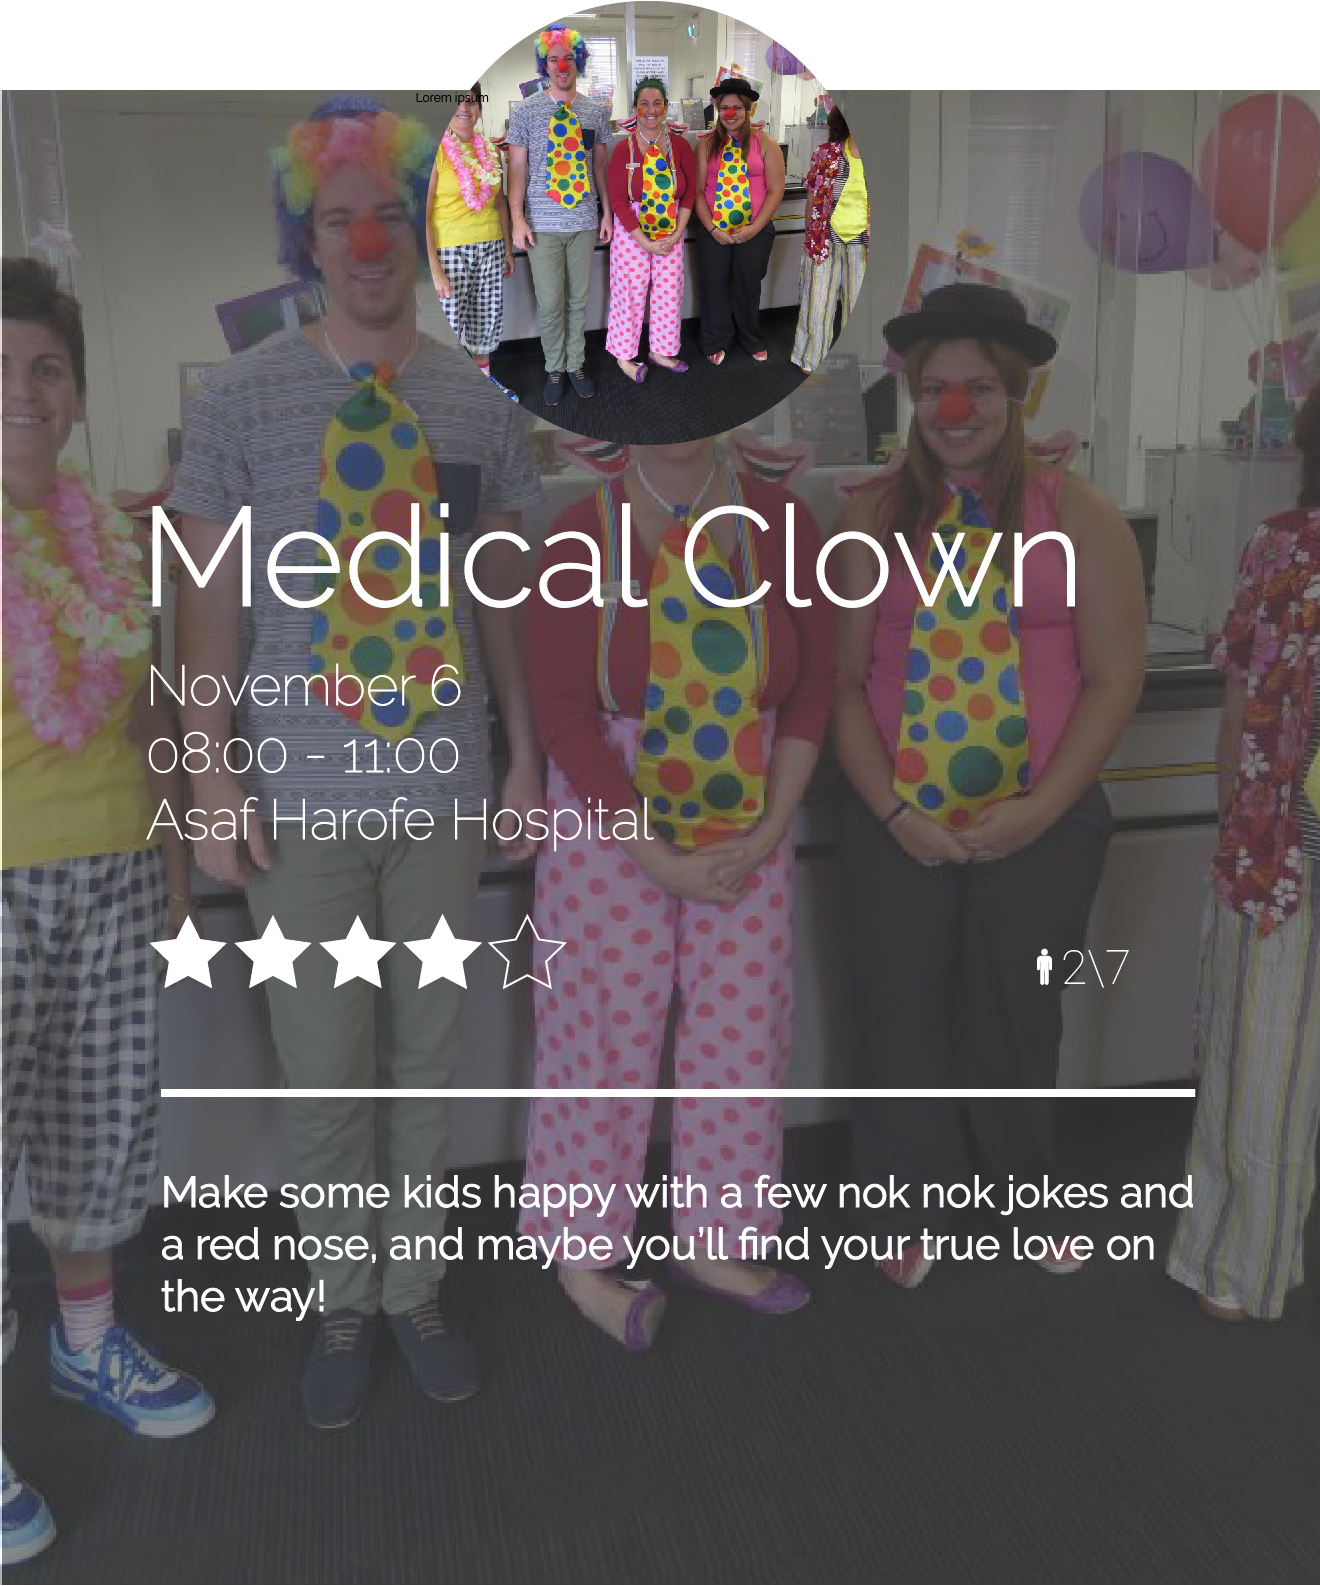 Lorem ipsum
Medical Clown
November 6
08:00 - 11:00
Asaf Harofe Hospital
2\7
Make some kids happy with a few nok nok jokes and
a red nose, and maybe you'll find your true love on
the way!